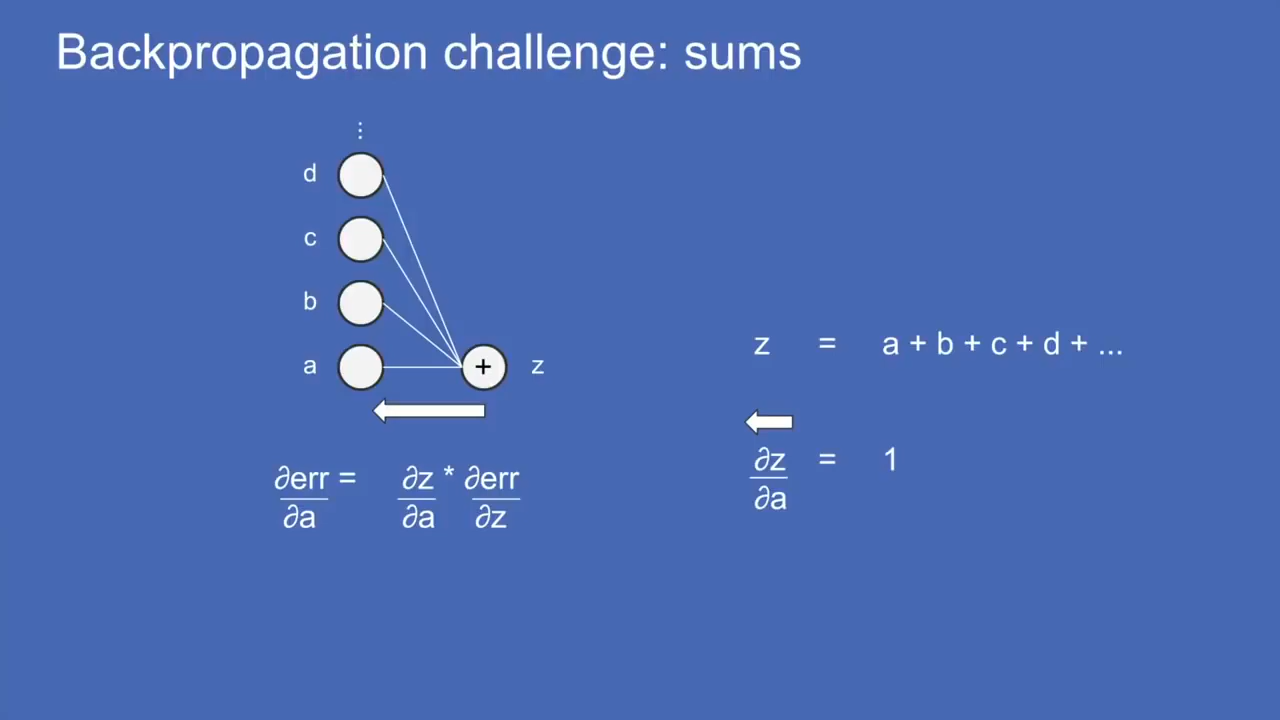 Backpropagation challenge: sums
⋮
d
c
b
a
+ z
z = a + b + c + d + ...
∂z = 1
∂a
∂err = ∂z * ∂err
∂a ∂a ∂z